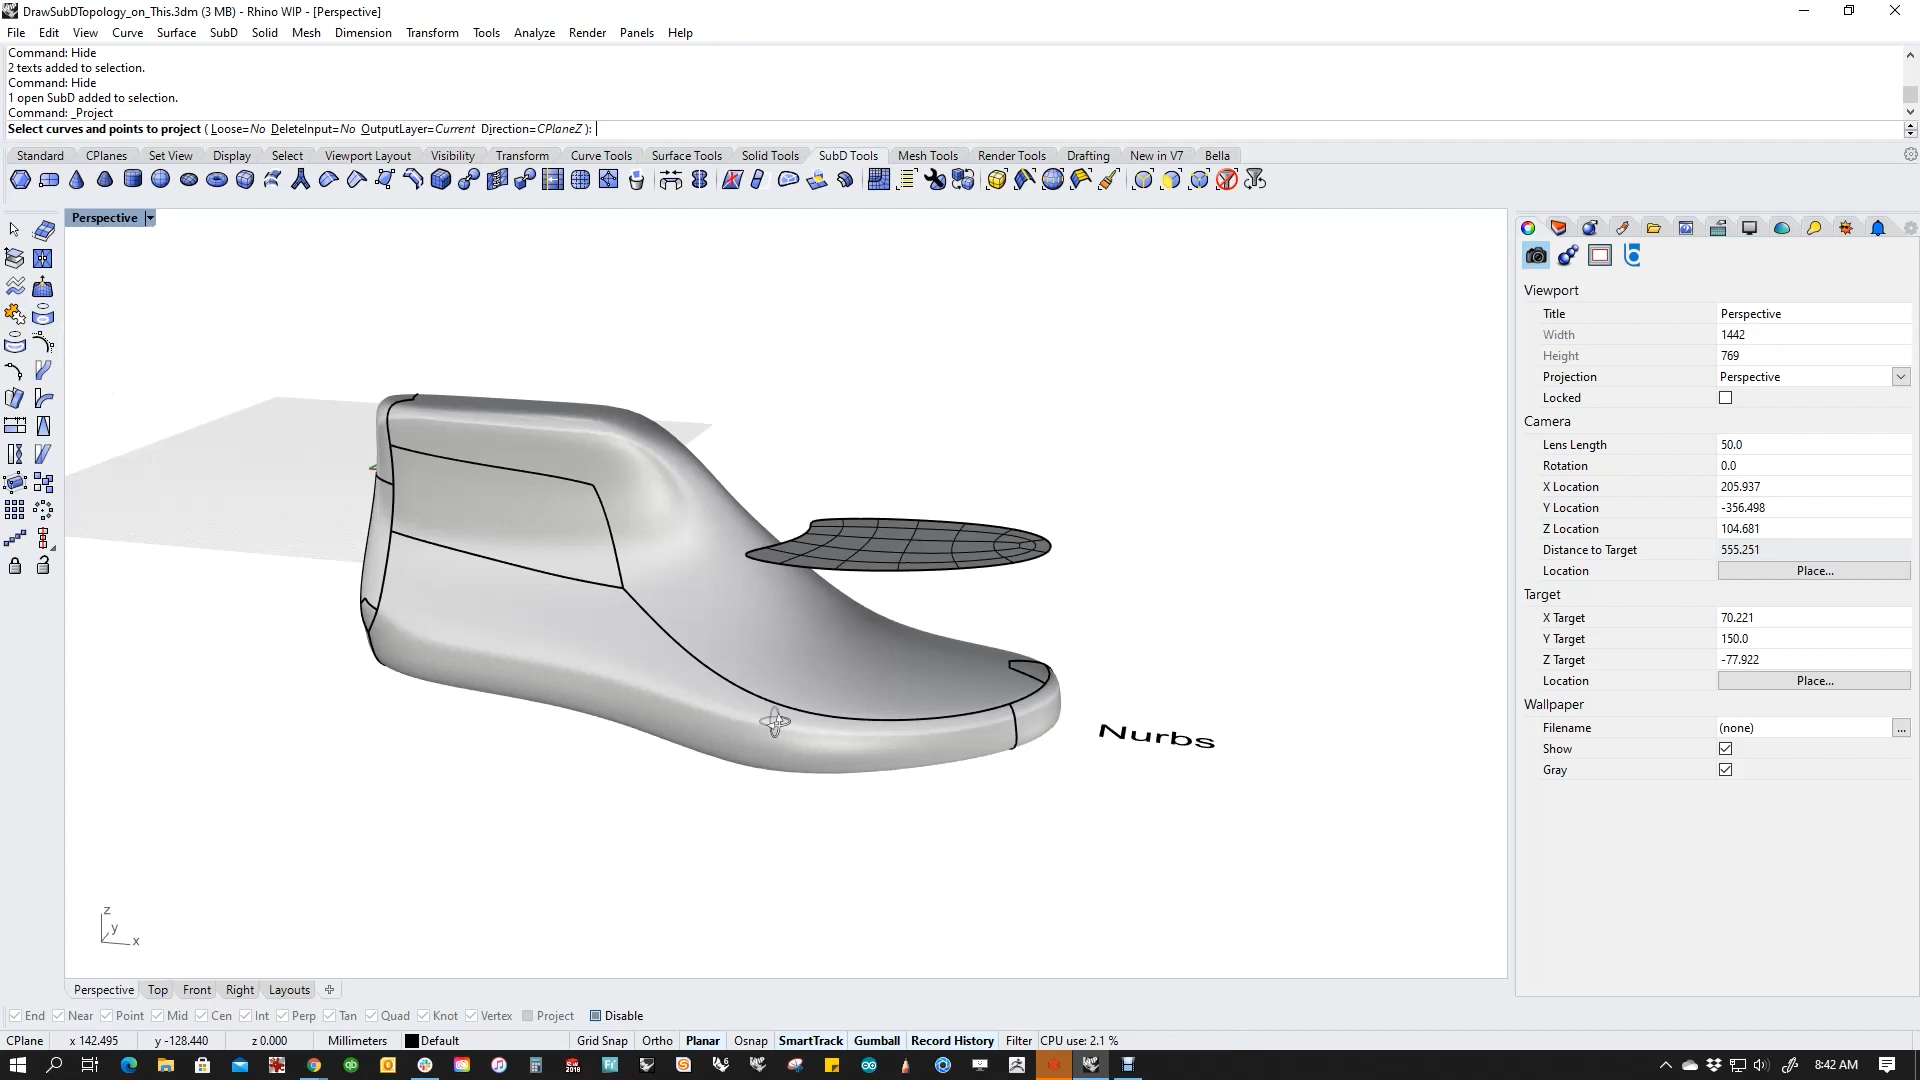 DrawSubDTopology_on_This.3dm (3 MB) - Rhino WIP - [Perspective]
File Edit View Curve Surface SubD Solid Mesh Dimension Transform Tools Analyze Render Panels Help
Command: Hide
2 texts added to selection.
Command: Hide
1 open SubD added to selection.
Command: _Project
Select curves and points to project ( Loose=No DeleteInput=No OutputLayer=Current Direction=CPlaneZ ):
Standard CPlanes Set View Display Select Viewport Layout Visibility Transform Curve Tools Surface Tools Solid Tools SubD Tools Mesh Tools Render Tools Drafting New in V7 Bella
Perspective
Viewport
Title Perspective
Width 1442
Height 769
Projection Perspective
Locked
Camera
Lens Length 50.0
Rotation 0.0
X Location 205.937
Y Location -356.498
Z Location 104.681
Distance to Target 555.251
Location Place...
Target
X Target 70.221
Y Target 150.0
Z Target -77.922
Location Place...
Wallpaper
Filename (none) ...
Show
Gray
Nurbs
z
y
x
Perspective Top Front Right Layouts
End Near Point Mid Cen Int Perp Tan Quad Knot Vertex Project Disable
CPlane x 142.495 y -128.440 z 0.000 Millimeters Default Grid Snap Ortho Planar Osnap SmartTrack Gumball Record History Filter CPU use: 2.1 %
8:42 AM